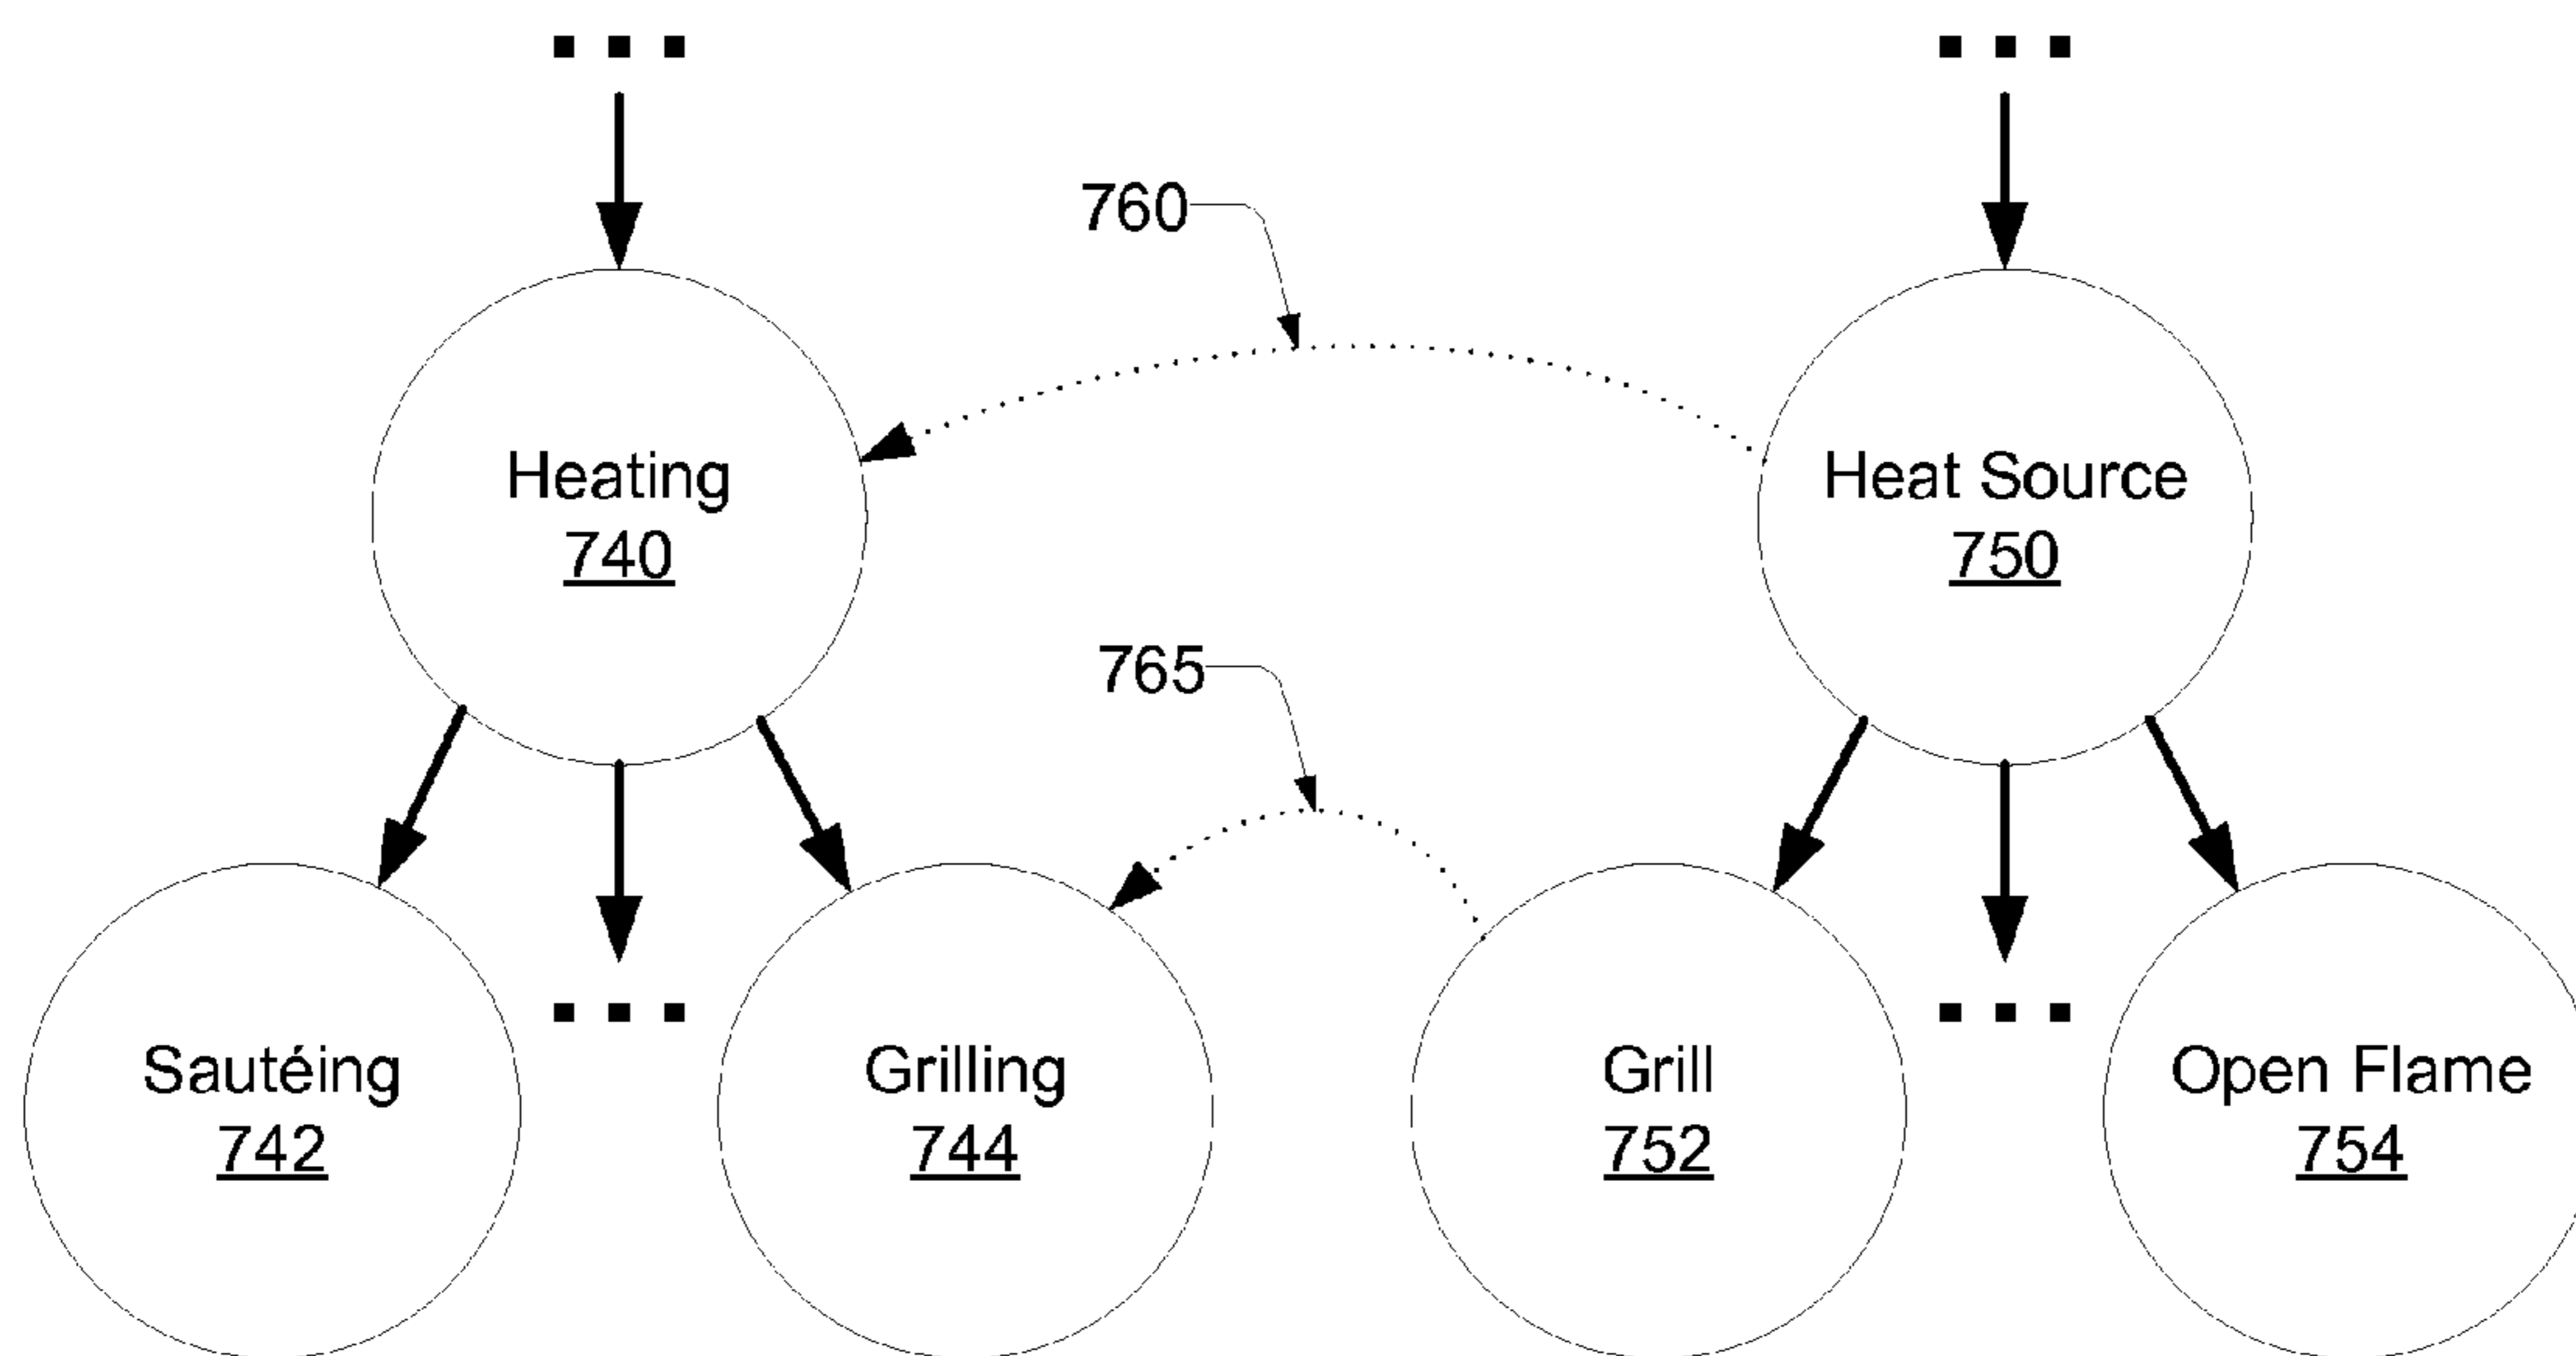 760
Heating
740
Heat Source
750
765
Sautéing
742
Grilling
744
Grill
752
Open Flame
754